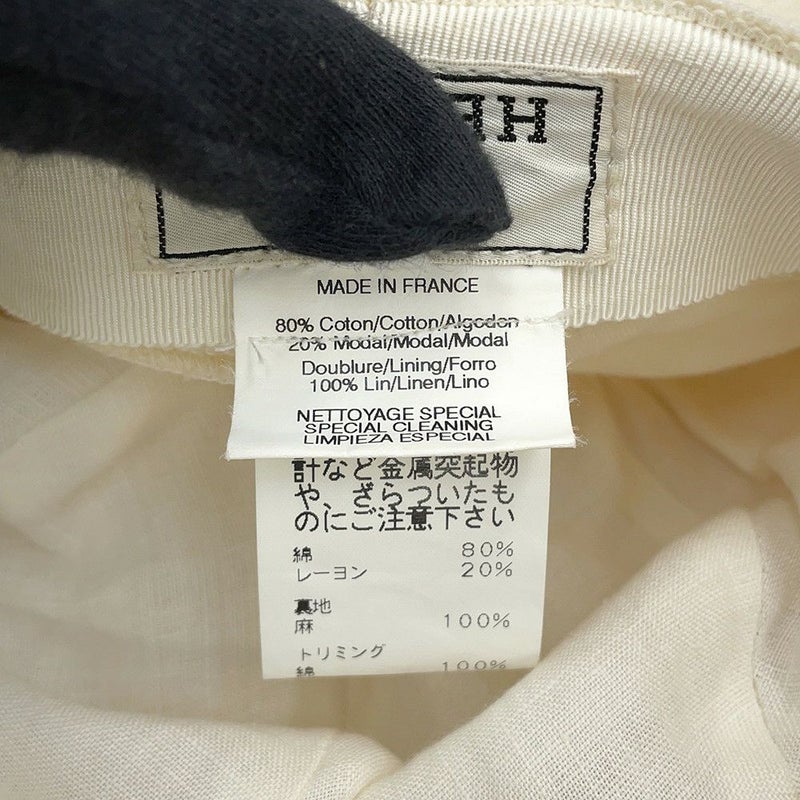 MADE IN FRANCE
80% Coton/Cotton/Algodon
20% Modal/Modal/Modal
Doublure/Lining/Forro
100% Lin/Linen/Lino
NETTOYAGE SPECIAL
SPECIAL CLEANING
LIMPIEZA ESPECIAL
計など金属突起物
や、ざらついたも
のにご注意下さい
綿 80%
レーヨン 20%
裏地
麻 100%
トリミング
綿 100%